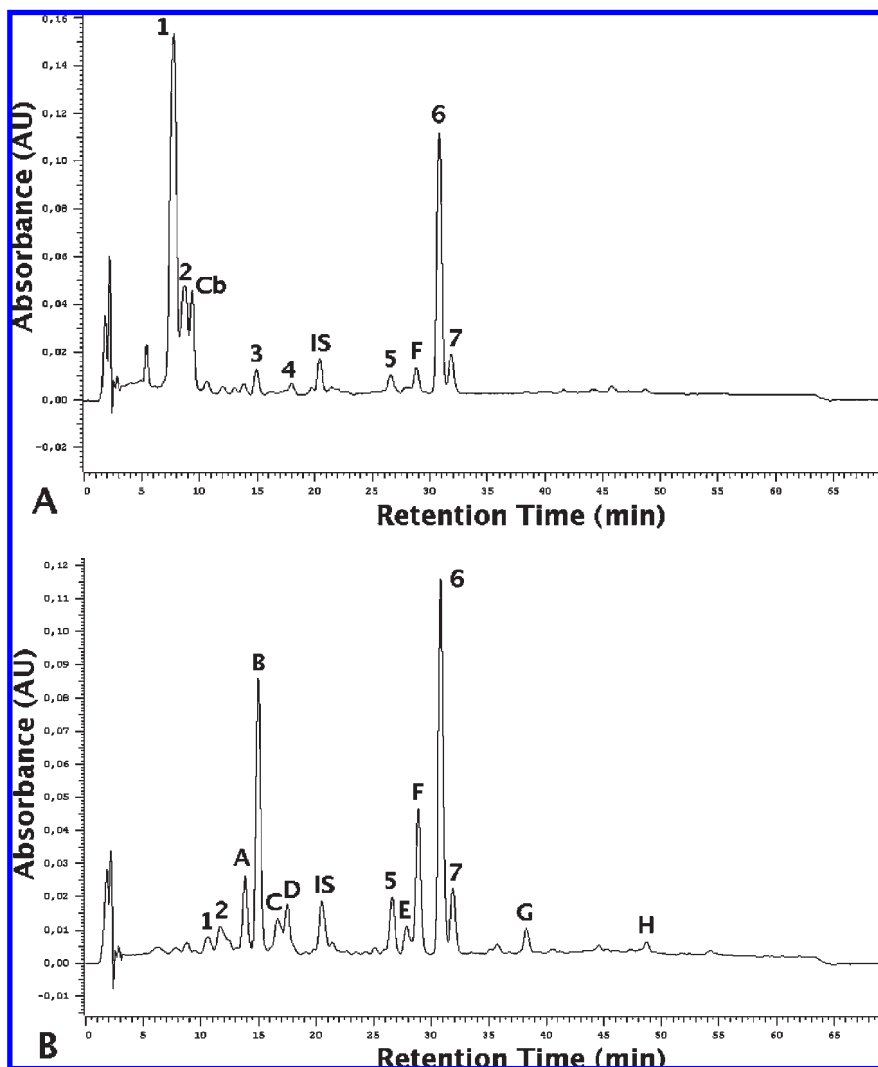 0,16
1
0,14
0,12
6
0,10
0,08
0,06
2
Cb
0,04
0,02
3
4
IS
5
F
7
0,00
-0,02
Absorbance (AU)
0 5 10 15 20 25 30 35 40 45 50 55 60 65
A
Retention Time (min)
0,12
6
0,11
0,10
B
0,09
0,08
0,07
0,06
F
0,05
0,04
A
0,03
IS
5
7
0,02
1
2
C
D
E
G
H
0,01
0,00
-0,01
Absorbance (AU)
0 5 10 15 20 25 30 35 40 45 50 55 60 65
B
Retention Time (min)